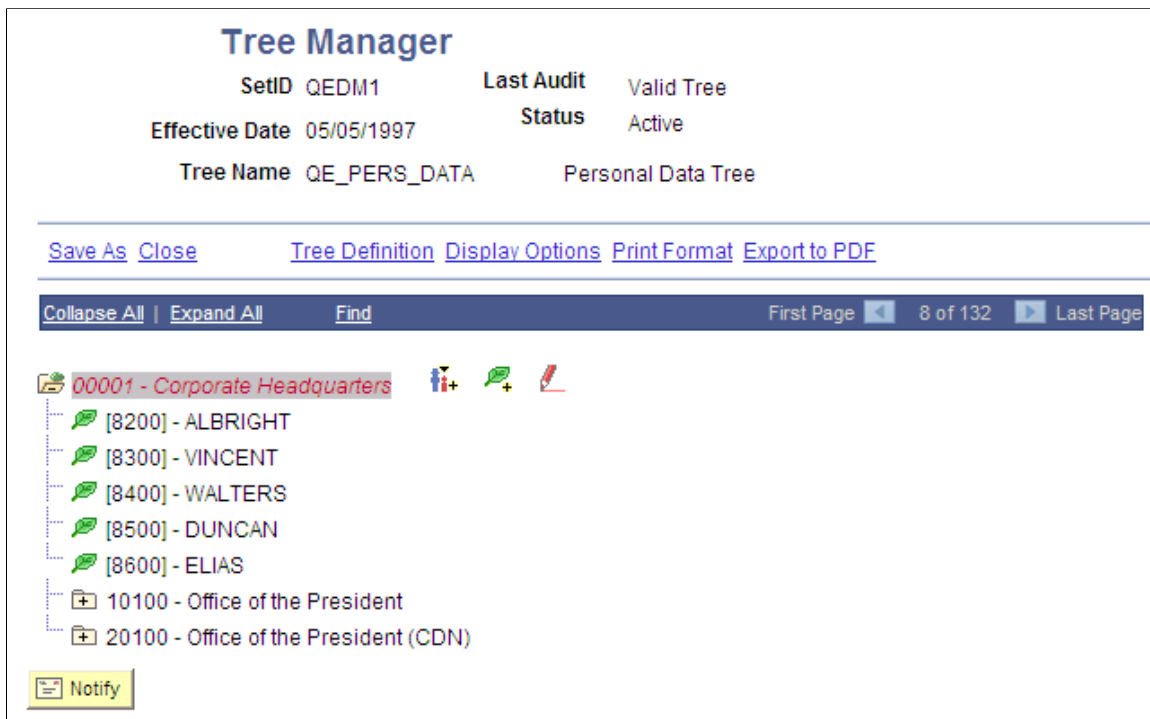 Tree Manager
SetID QEDM1 Last Audit Valid Tree
Effective Date 05/05/1997 Status Active
Tree Name QE_PERS_DATA Personal Data Tree
Save As Close Tree Definition Display Options Print Format Export to PDF
Collapse All | Expand All Find First Page 8 of 132 Last Page
00001 - Corporate Headquarters
[8200] - ALBRIGHT
[8300] - VINCENT
[8400] - WALTERS
[8500] - DUNCAN
[8600] - ELIAS
10100 - Office of the President
20100 - Office of the President (CDN)
Notify